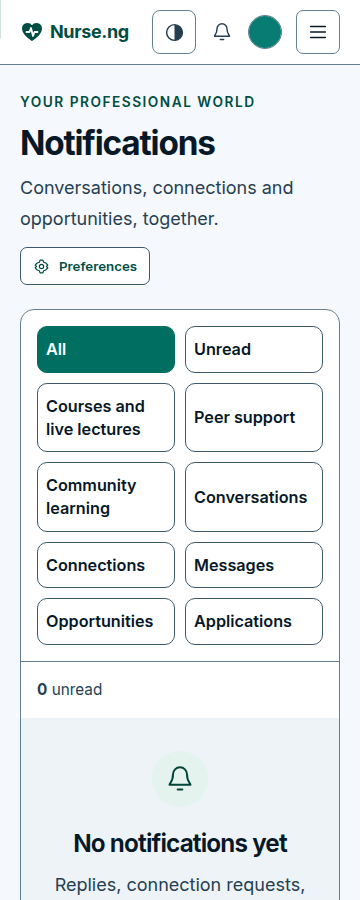 Nurse.ng
YOUR PROFESSIONAL WORLD
Notifications
Conversations, connections and
opportunities, together.
Preferences
All
Unread
Courses and
live lectures
Peer support
Community
learning
Conversations
Connections
Messages
Opportunities
Applications
0 unread
No notifications yet
Replies, connection requests,